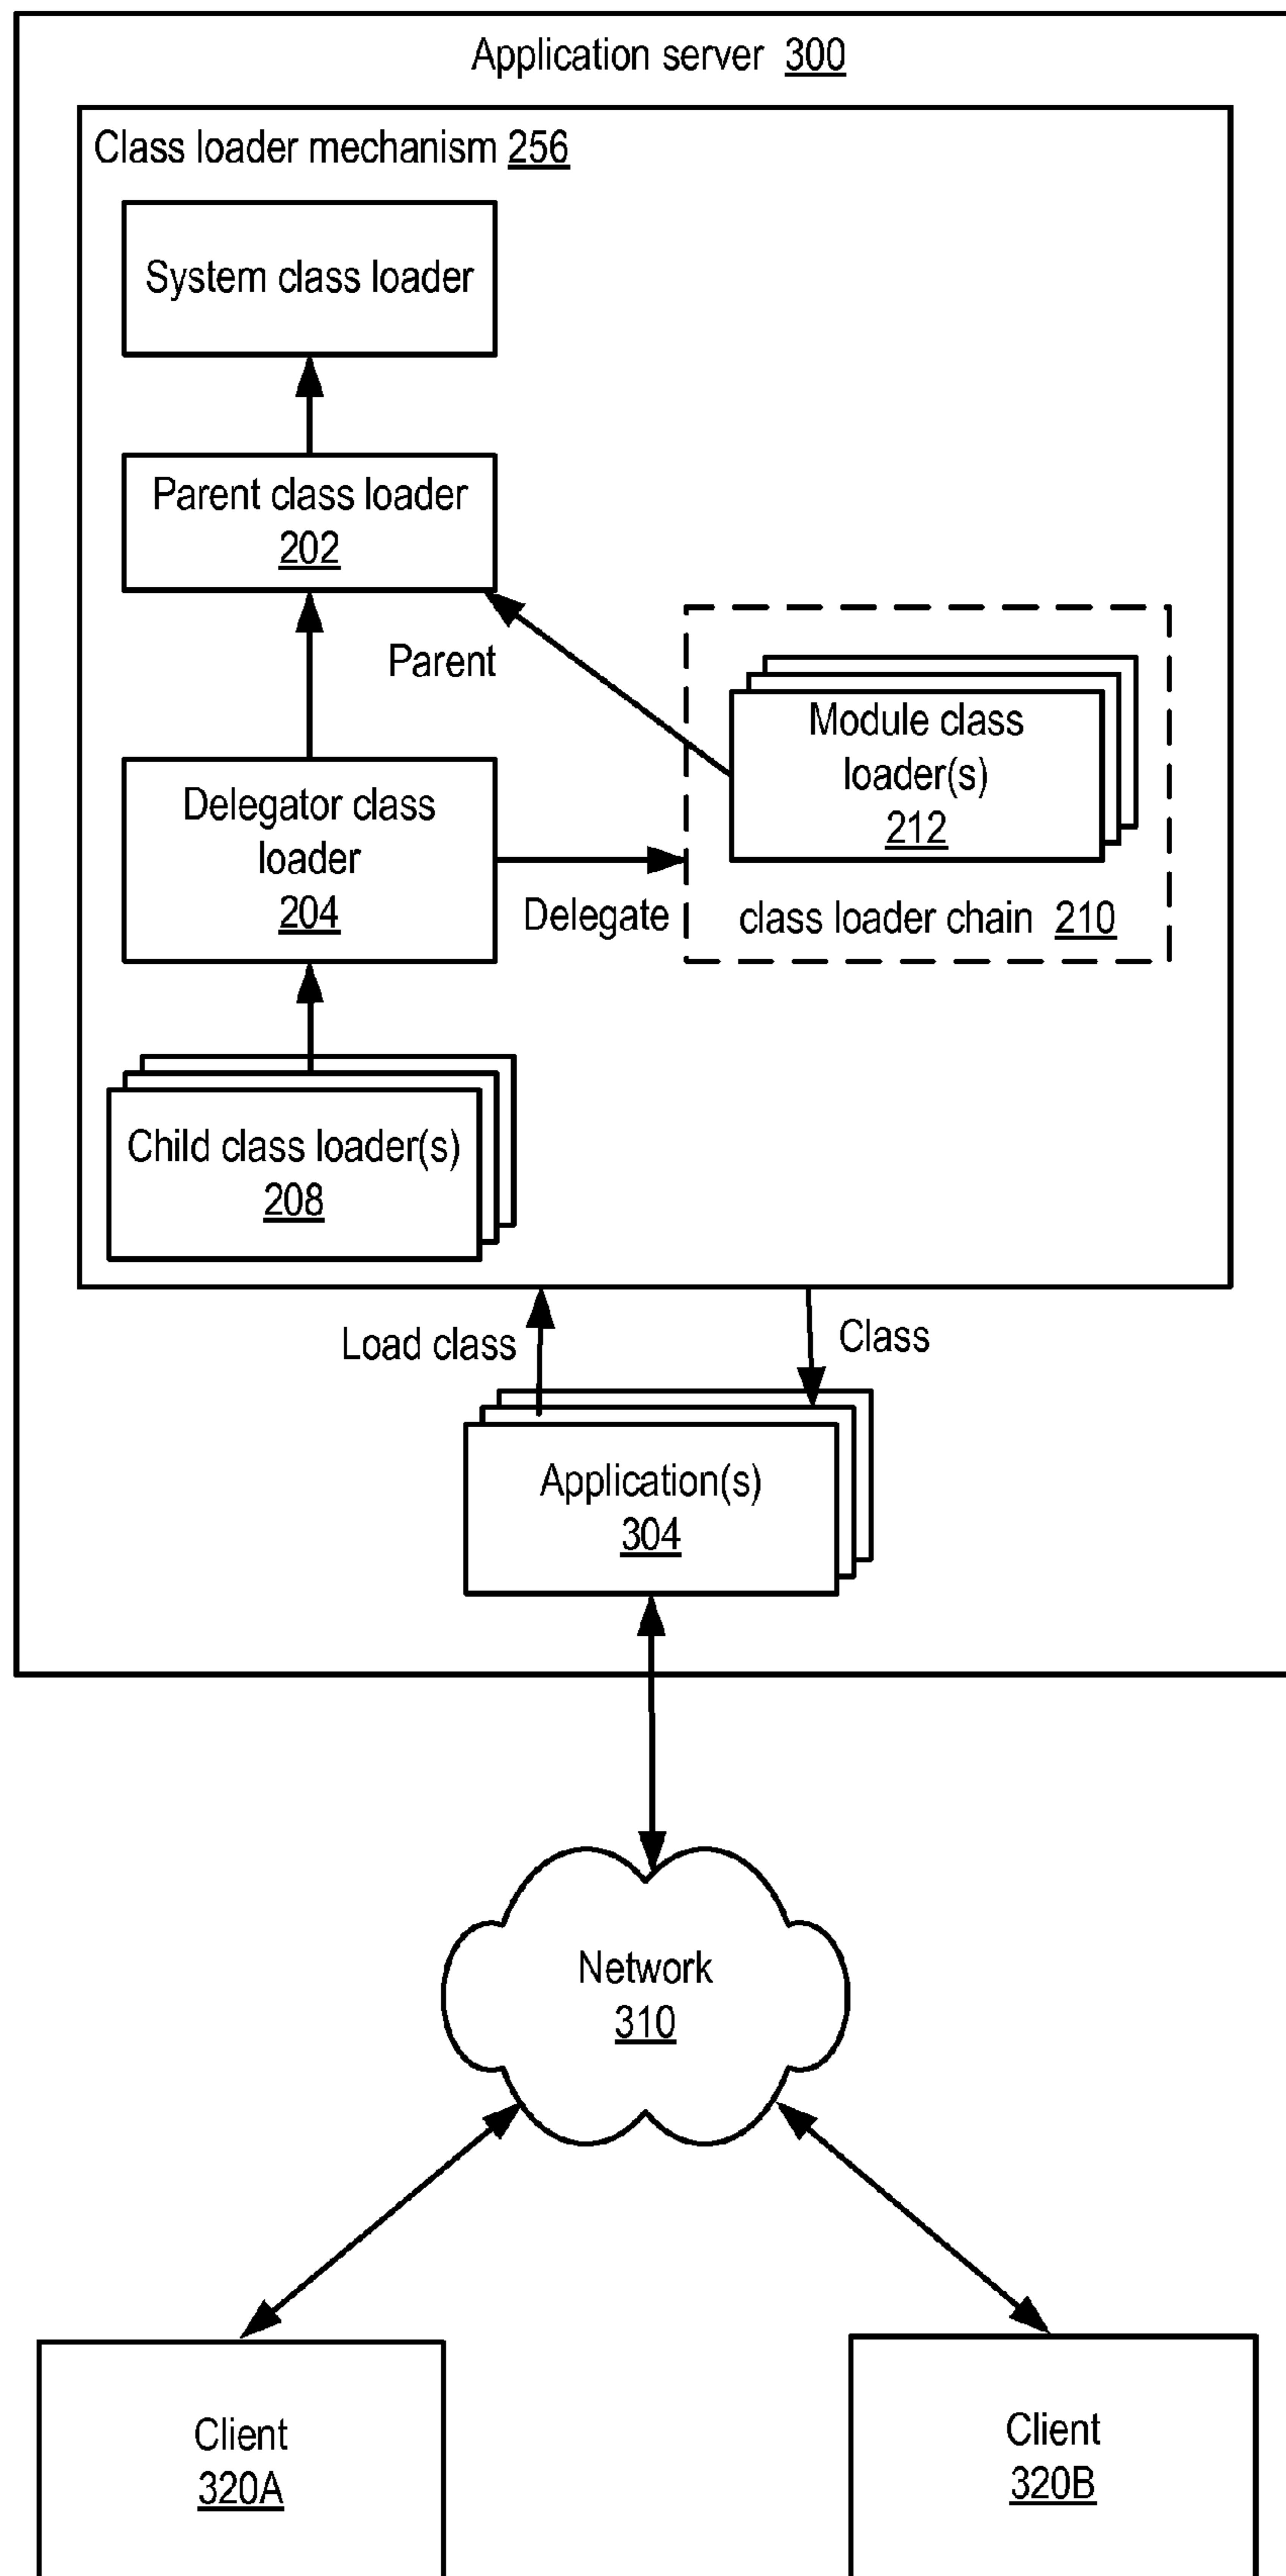 Application server 300
Class loader mechanism 256
System class loader
Parent class loader
202
Parent
Module class
loader(s)
212
class loader chain 210
Delegator class
loader
204
Delegate
Child class loader(s)
208
Load class
Class
Application(s)
304
Network
310
Client
320A
Client
320B